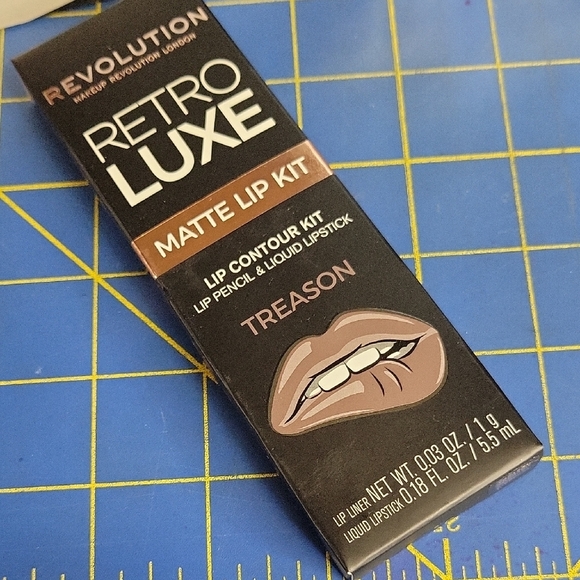 REVOLUTION
MAKEUP REVOLUTION LONDON
RETRO
LUXE
MATTE LIP KIT
LIP CONTOUR KIT
LIP PENCIL & LIQUID LIPSTICK
TREASON
LIP LINER NET WT. 0.03 OZ. / 1 g
LIQUID LIPSTICK 0.18 FL. OZ. / 5.5 mL